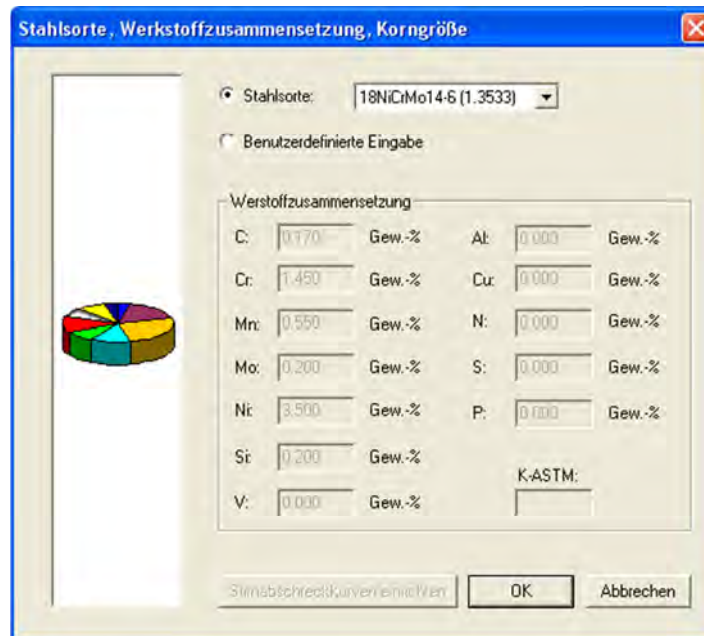 Stahlsorte, Werkstoffzusammensetzung, Korngröße
Stahlsorte: 18NiCrMo14-6 (1.3533)
Benutzerdefinierte Eingabe
Werstoffzusammensetzung
C: 0.170 Gew.-% Al: 0.000 Gew.-%
Cr: 1.450 Gew.-% Cu: 0.000 Gew.-%
Mn: 0.550 Gew.-% N: 0.000 Gew.-%
Mo: 0.200 Gew.-% S: 0.000 Gew.-%
Ni: 3.500 Gew.-% P: 0.000 Gew.-%
Si: 0.200 Gew.-%
K-ASTM:
V: 0.000 Gew.-%
Stirnabschreckkurven einrichten OK Abbrechen